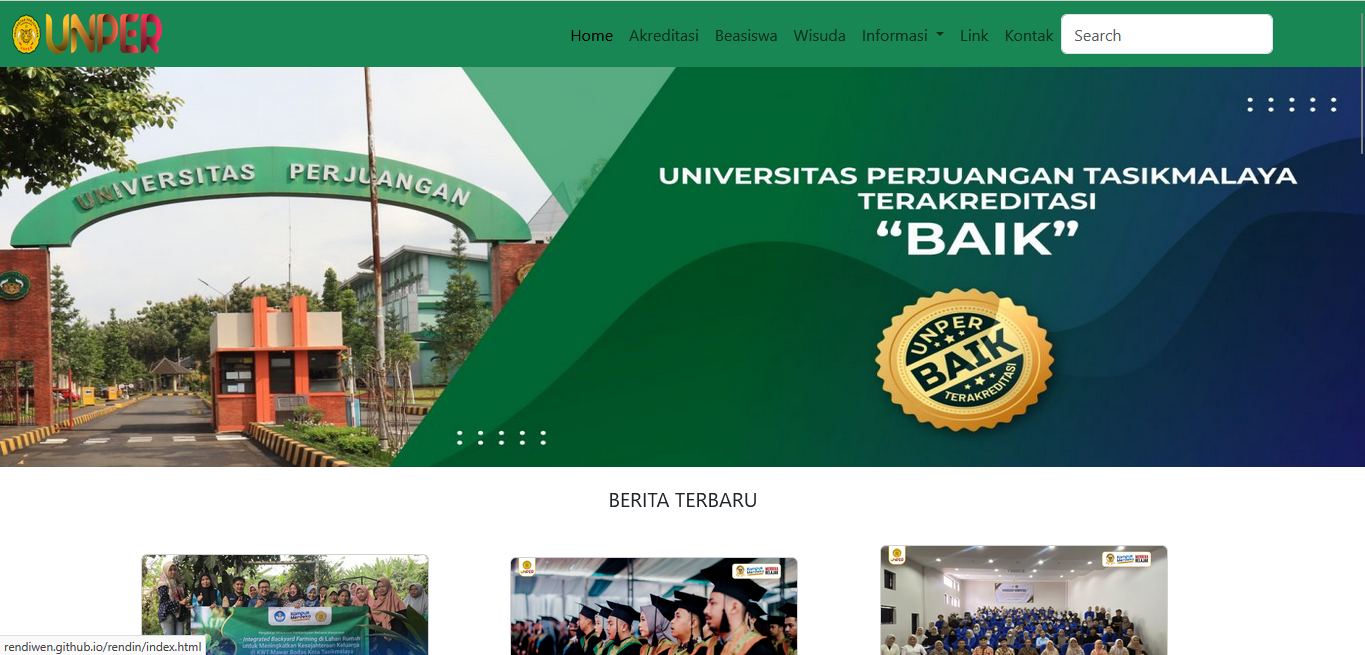 UNPER
Home Akreditasi Beasiswa Wisuda Informasi Link Kontak Search
UNIVERSITAS PERJUANGAN
UNIVERSITAS PERJUANGAN TASIKMALAYA
TERAKREDITASI
“BAIK”
UNPER
BAIK
TERAKREDITASI
BERITA TERBARU
Integrated Backyard Farming di Lahan Rumah
untuk Meningkatkan Kesejahteraan Keluarga
di KWT Mawar Bodas Kota Tasikmalaya
rendiwen.github.io/rendin/index.html